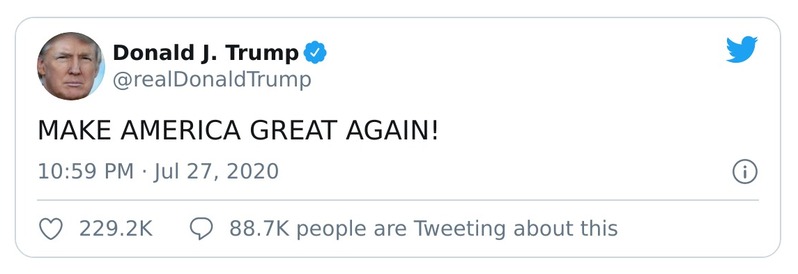 Donald J. Trump
@realDonaldTrump
MAKE AMERICA GREAT AGAIN!
10:59 PM · Jul 27, 2020
229.2K 88.7K people are Tweeting about this